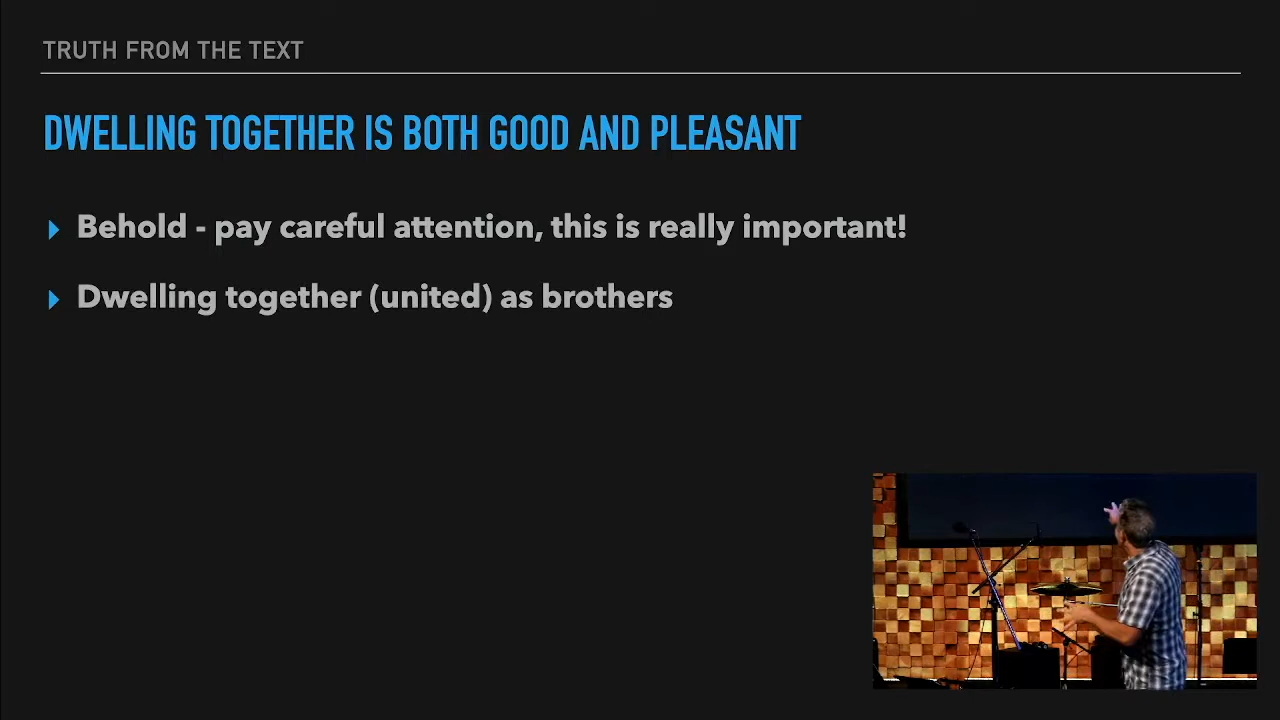 TRUTH FROM THE TEXT
DWELLING TOGETHER IS BOTH GOOD AND PLEASANT
Behold - pay careful attention, this is really important!
Dwelling together (united) as brothers